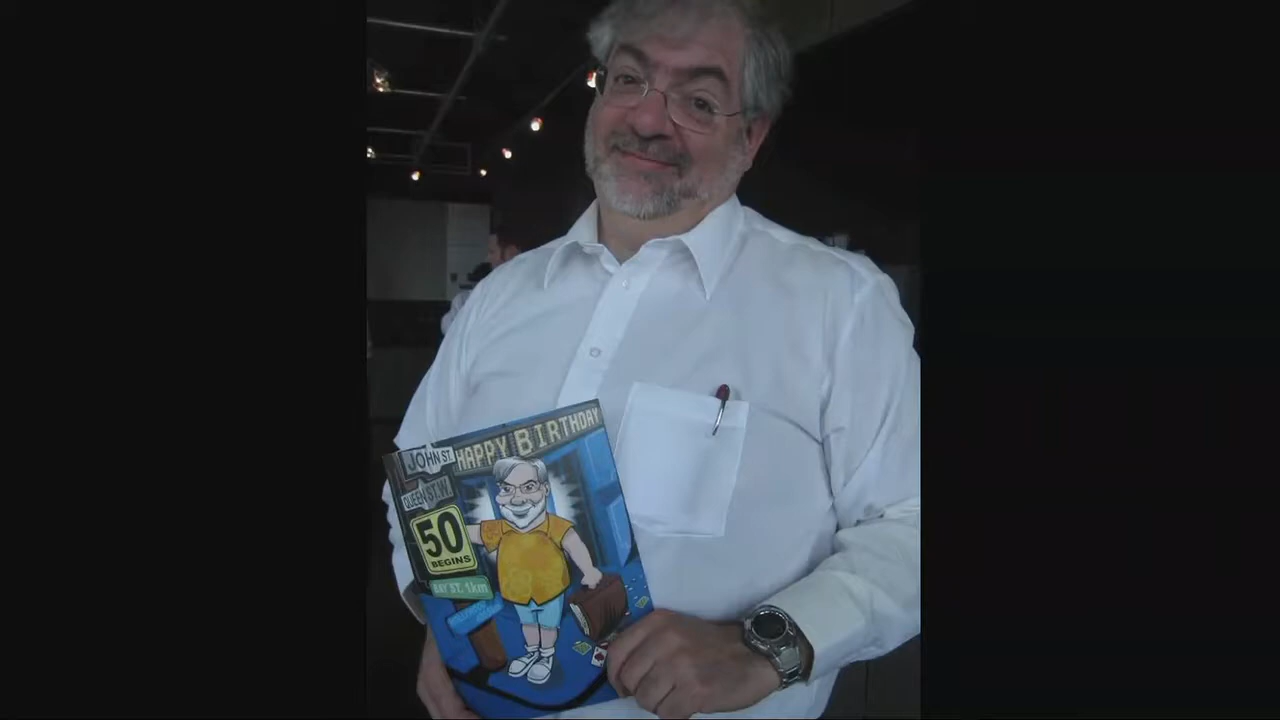 HAPPY BIRTHDAY
JOHN ST.
QUEEN ST. W.
50
BEGINS
BAY ST. 1km